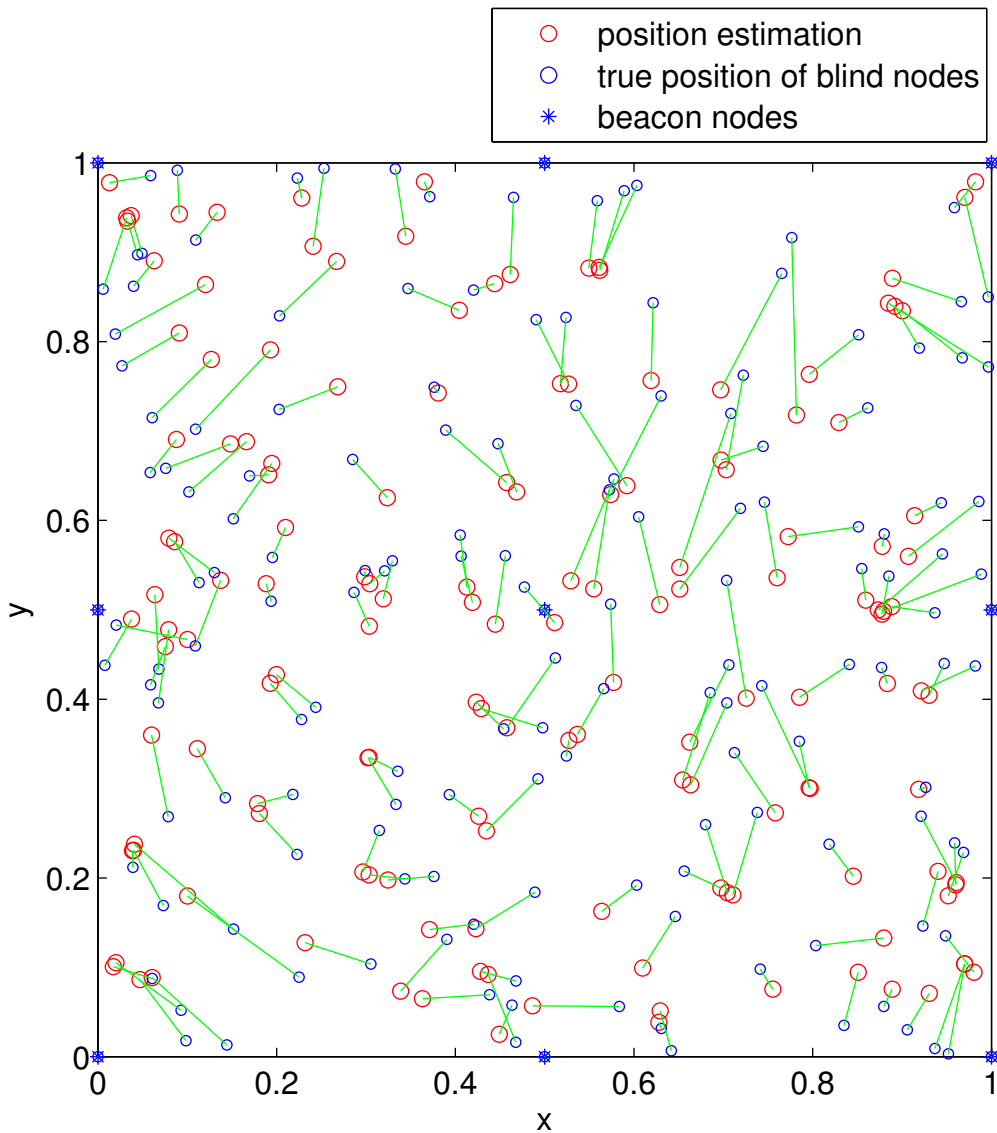 position estimation
true position of blind nodes
beacon nodes
1
0.8
0.6
0.4
0.2
0
y
0 0.2 0.4 0.6 0.8 1
x